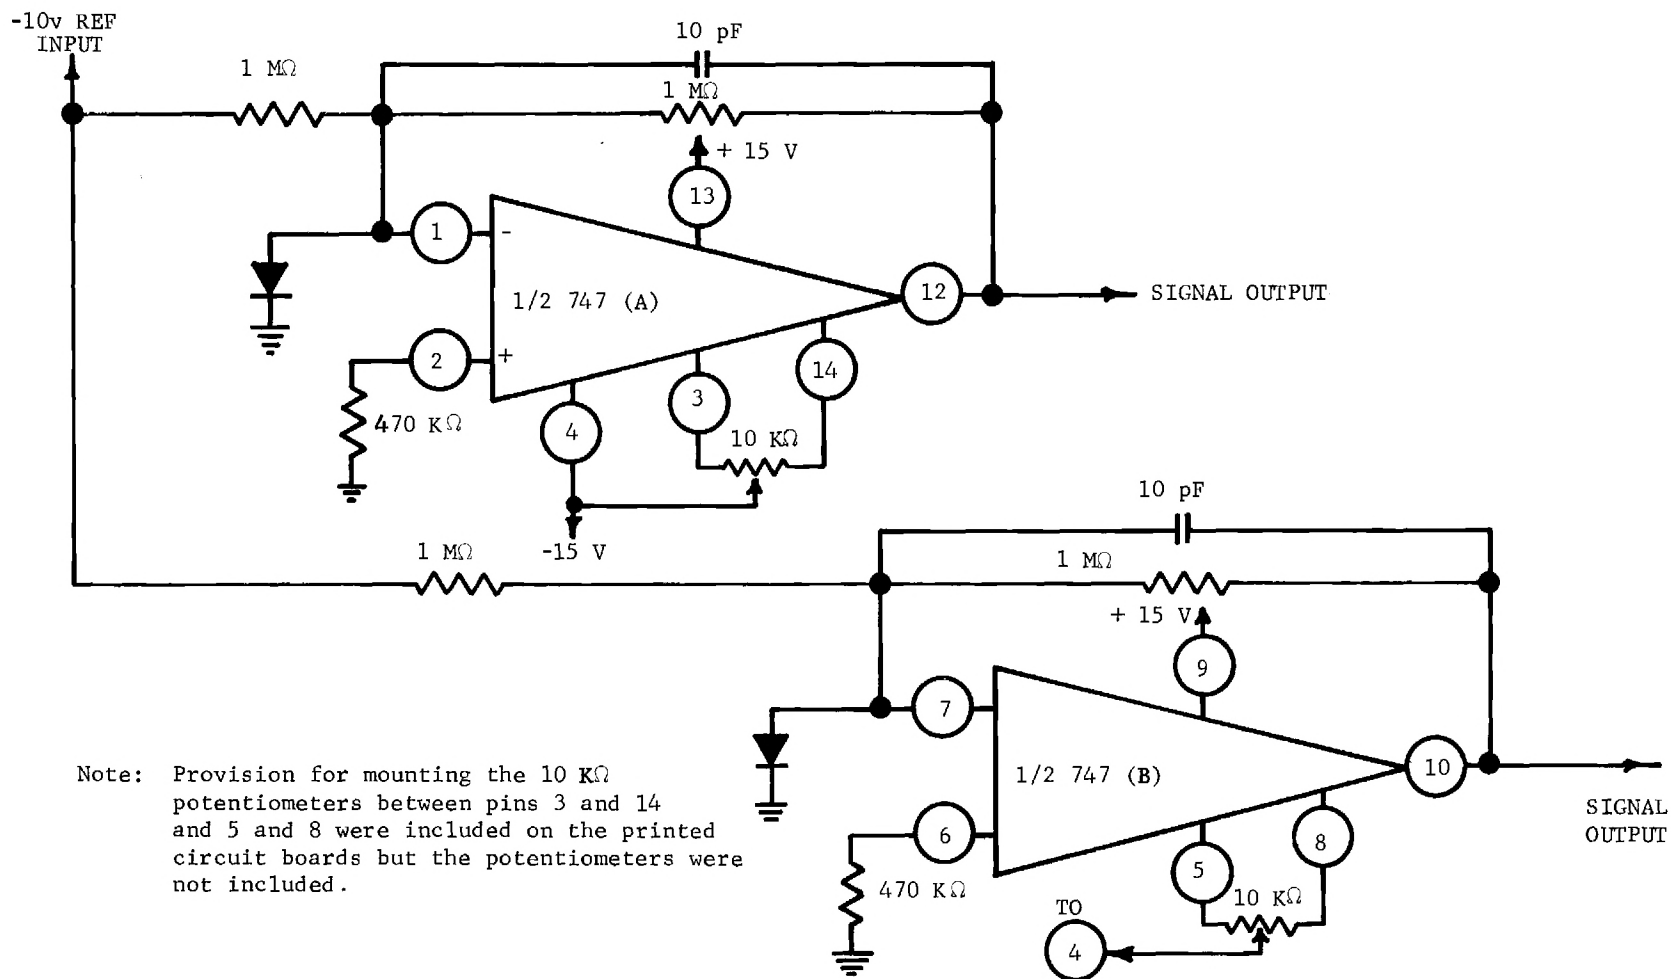 -10v REF
INPUT
1 MΩ
10 pF
1 MΩ
+ 15 V
13
1
-
1/2 747 (A)
12
SIGNAL OUTPUT
2
+
14
3
470 KΩ
4
10 KΩ
-15 V
10 pF
1 MΩ
1 MΩ
+ 15 V
9
7
1/2 747 (B)
10
SIGNAL
OUTPUT
6
8
5
470 KΩ
10 KΩ
TO
4
Note: Provision for mounting the 10 KΩ
potentiometers between pins 3 and 14
and 5 and 8 were included on the printed
circuit boards but the potentiometers were
not included.